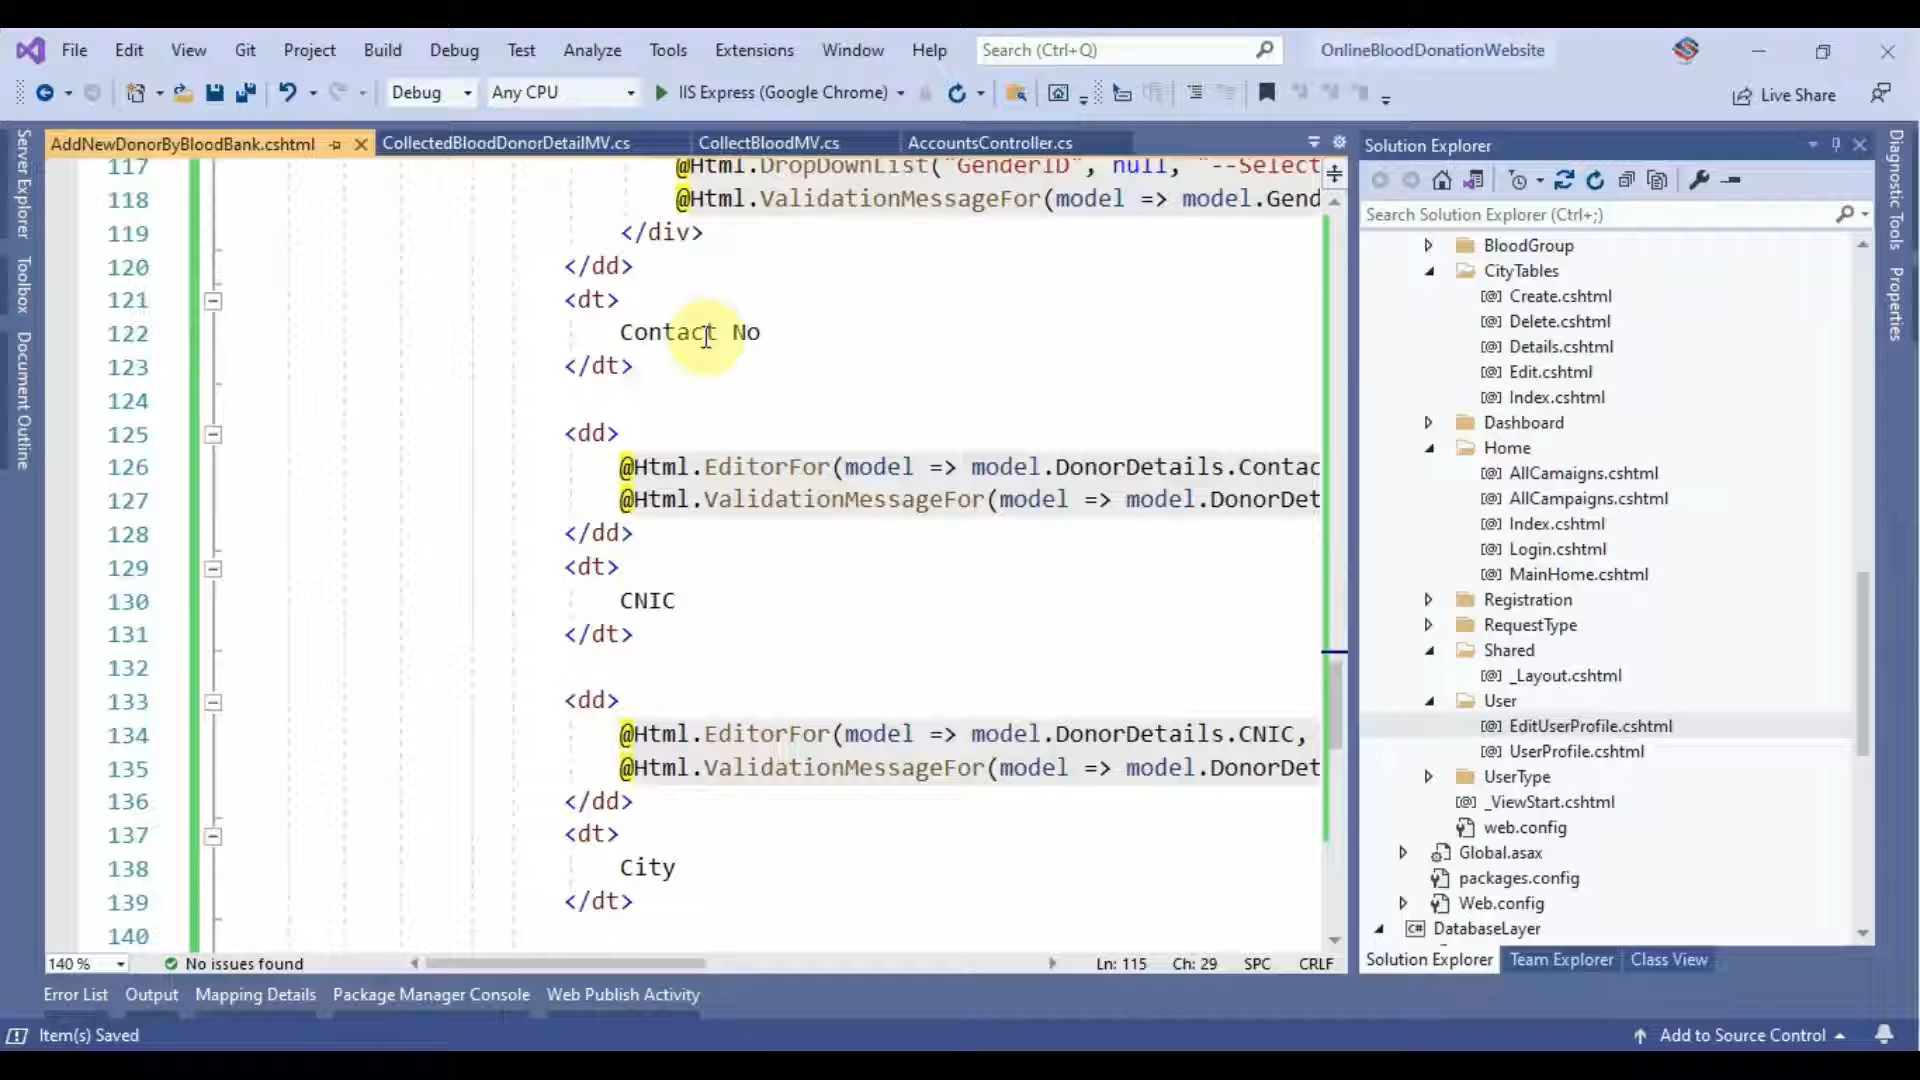 File Edit View Git Project Build Debug Test Analyze Tools Extensions Window Help Search (Ctrl+Q) OnlineBloodDonationWebsite
Debug Any CPU IIS Express (Google Chrome) Live Share
AddNewDonorByBloodBank.cshtml CollectedBloodDonorDetailMV.cs CollectBloodMV.cs AccountsController.cs
117 @Html.DropDownList("GenderID", null, "--Select
118 @Html.ValidationMessageFor(model => model.Gend
119 </div>
120 </dd>
121 <dt>
122 Contact No
123 </dt>
124
125 <dd>
126 @Html.EditorFor(model => model.DonorDetails.Contac
127 @Html.ValidationMessageFor(model => model.DonorDet
128 </dd>
129 <dt>
130 CNIC
131 </dt>
132
133 <dd>
134 @Html.EditorFor(model => model.DonorDetails.CNIC,
135 @Html.ValidationMessageFor(model => model.DonorDet
136 </dd>
137 <dt>
138 City
139 </dt>
140
140 % No issues found Ln: 115 Ch: 29 SPC CRLF
Server Explorer
Toolbox
Document Outline
Solution Explorer
Search Solution Explorer (Ctrl+;)
BloodGroup
CityTables
Create.cshtml
Delete.cshtml
Details.cshtml
Edit.cshtml
Index.cshtml
Dashboard
Home
AllCamaigns.cshtml
AllCampaigns.cshtml
Index.cshtml
Login.cshtml
MainHome.cshtml
Registration
RequestType
Shared
_Layout.cshtml
User
EditUserProfile.cshtml
UserProfile.cshtml
UserType
_ViewStart.cshtml
web.config
Global.asax
packages.config
Web.config
DatabaseLayer
Solution Explorer Team Explorer Class View
Diagnostic Tools
Properties
Error List Output Mapping Details Package Manager Console Web Publish Activity
Item(s) Saved Add to Source Control